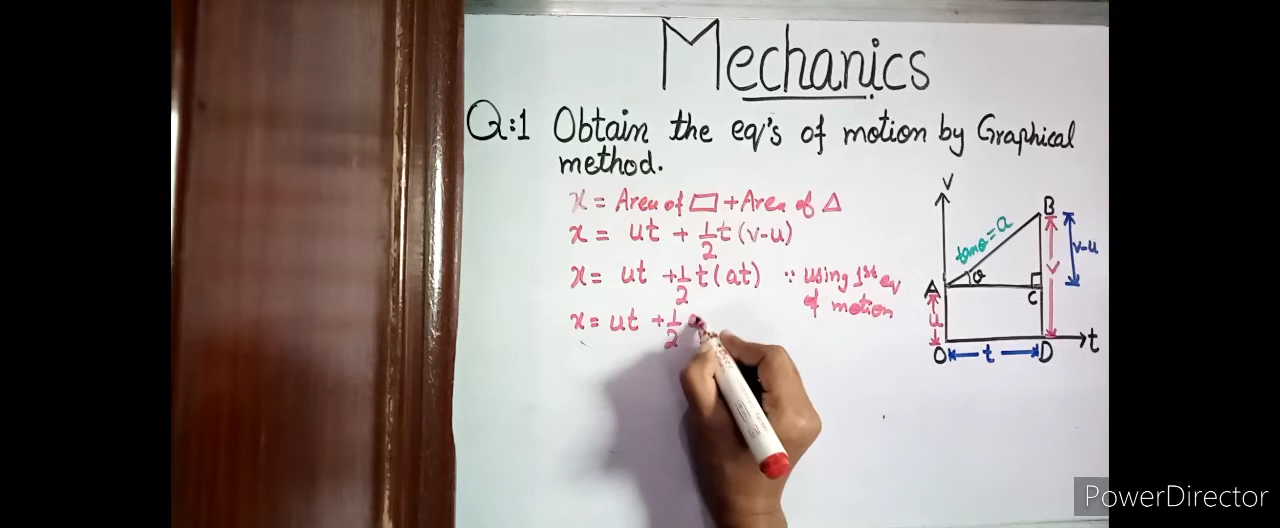 Mechanics
Q:1 Obtain the eq's of motion by Graphical
method.
x = Area of ▭ + Area of △
x = ut + 1/2 t (v-u)
x = ut + 1/2 t (at) ∵ using 1st eq
of motion
x = ut + 1/2
V
B
tanθ = a
v-u
V
A
θ
C
u
O
t
D
t
PowerDirector